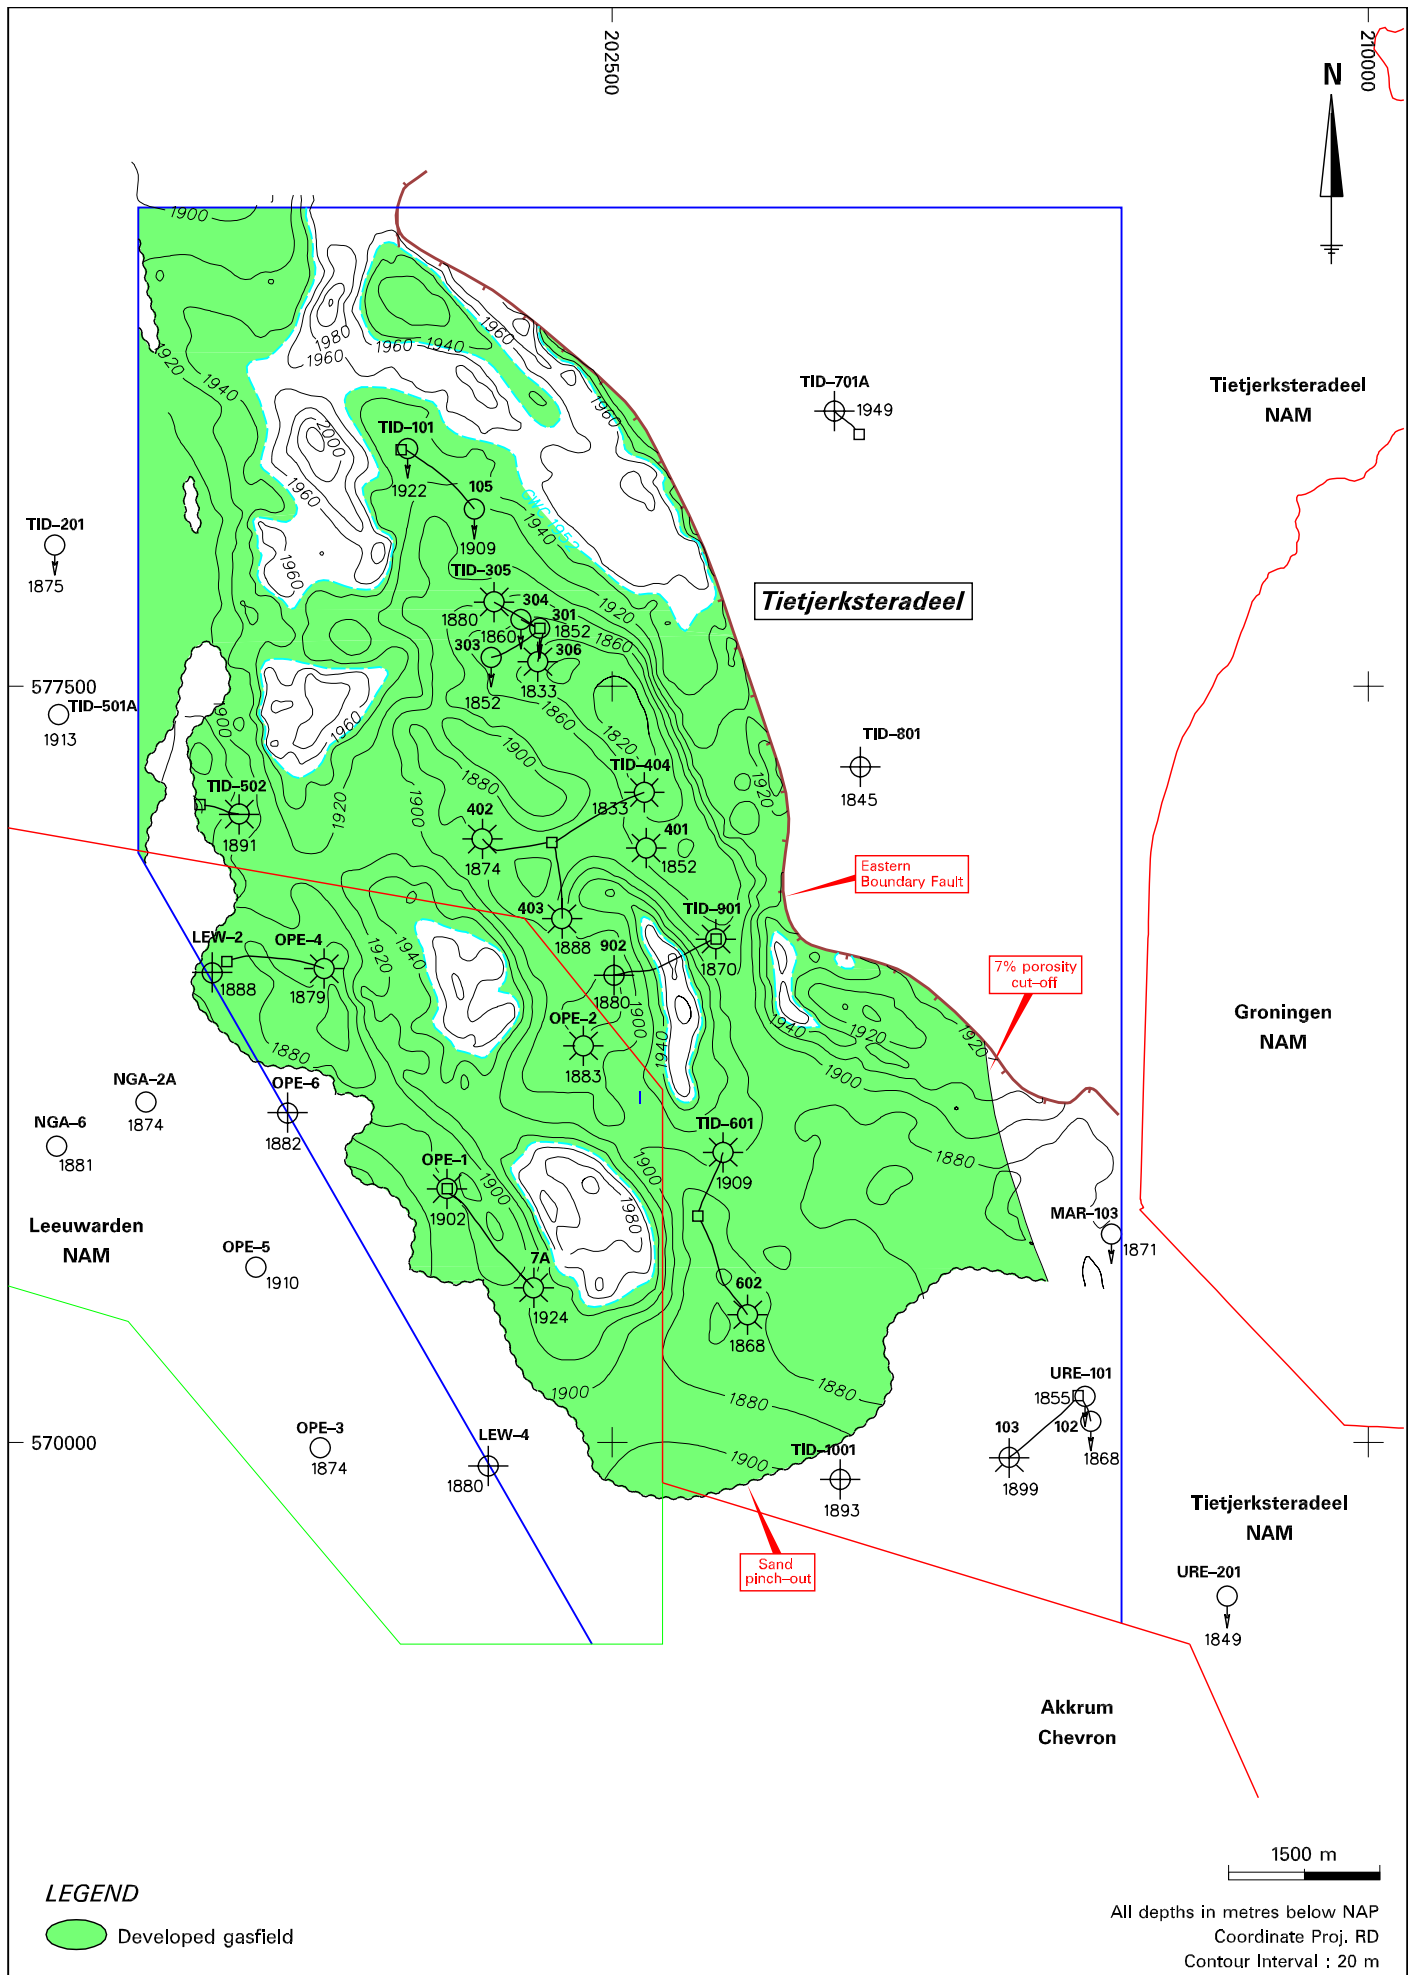 202500
210000
N
1900
1960
1980
1960
1960
1940
1920
1940
1960
TID–701A
1949
Tietjerksteradeel
NAM
TID–101
2000
1922
105
1960
GWC 1952
1940
1909
TID–201
1875
1960
TID–305
304
301
1880
1860
1852
1920
1860
303
306
1833
1852
Tietjerksteradeel
577500
TID–501A
1913
1900
1960
1860
1900
1820
1880
TID–404
1833
TID–801
1845
1920
TID–502
1891
1920
1900
402
1874
401
1852
Eastern
Boundary Fault
403
1888
TID–901
1870
LEW–2
1888
OPE–4
1879
1920
1940
902
1880
7% porosity
cut–off
OPE–2
1883
1900
1940
1940
1920
1920
1900
Groningen
NAM
1880
NGA–2A
1874
OPE–6
1882
NGA–6
1881
TID–601
1909
1880
OPE–1
1902
1900
1900
1980
Leeuwarden
NAM
MAR–103
1871
OPE–5
1910
7A
1924
602
1868
1900
1880
1880
URE–101
1855
102
1868
103
1899
570000
OPE–3
1874
LEW–4
1880
1900
TID–1001
1893
Tietjerksteradeel
NAM
Sand
pinch–out
URE–201
1849
Akkrum
Chevron
1500 m
LEGEND
Developed gasfield
All depths in metres below NAP
Coordinate Proj. RD
Contour Interval : 20 m